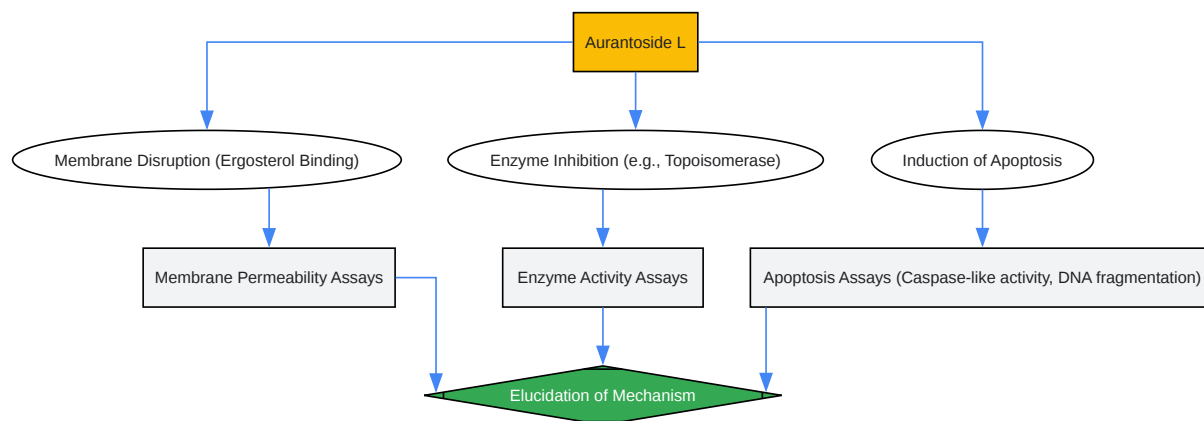 Aurantoside L
Membrane Disruption (Ergosterol Binding)
Enzyme Inhibition (e.g., Topoisomerase)
Induction of Apoptosis
Membrane Permeability Assays
Enzyme Activity Assays
Apoptosis Assays (Caspase-like activity, DNA fragmentation)
Elucidation of Mechanism